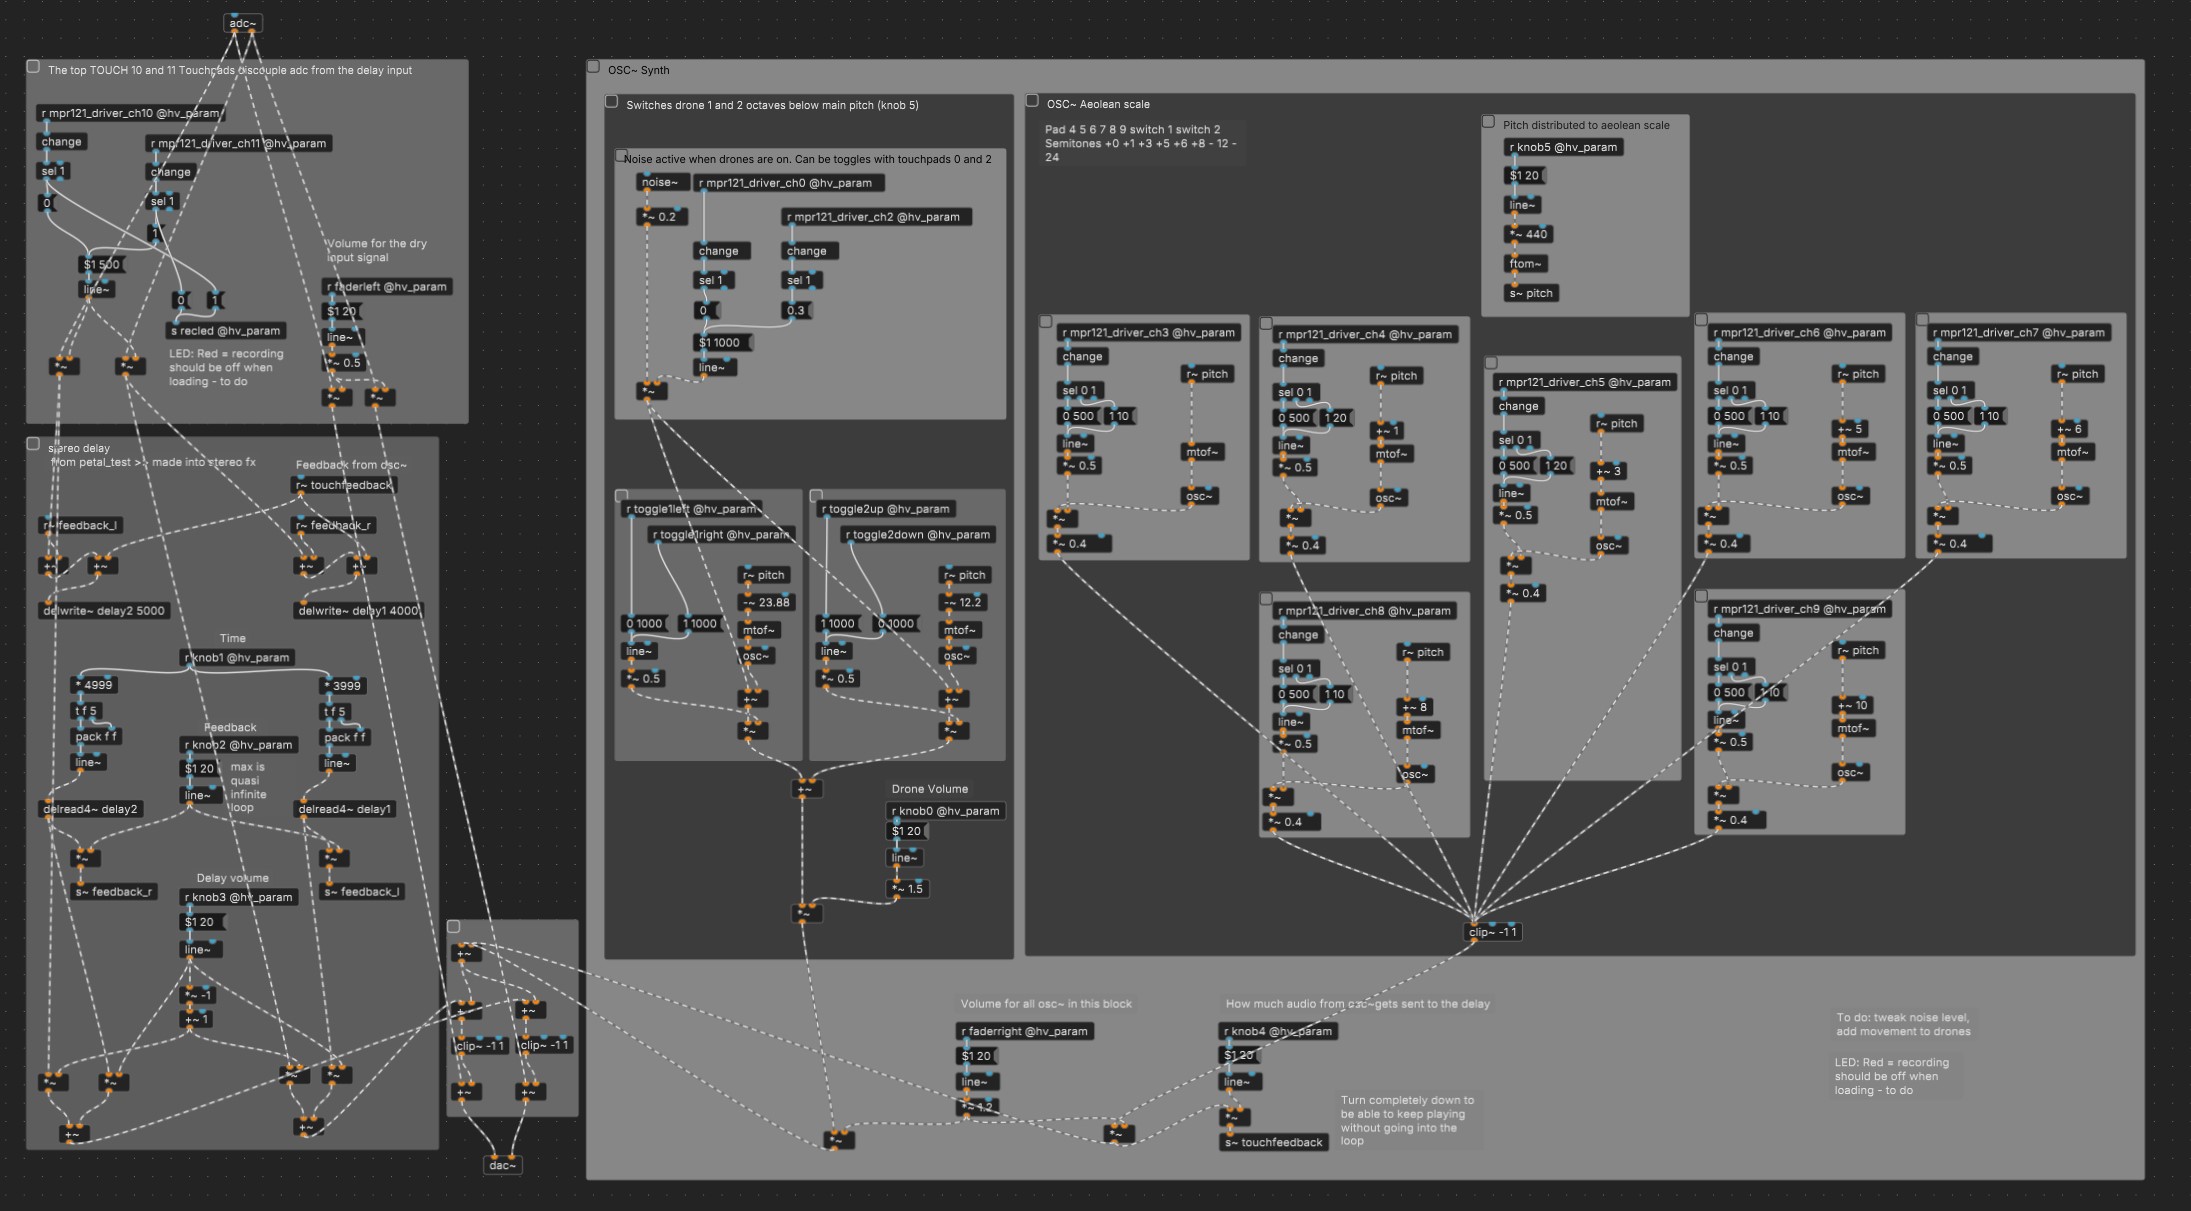 adc~
The top TOUCH 10 and 11 Touchpads discouple adc from the delay input
r mpr121_driver_ch10 @hv_param
change
sel 1
0
r mpr121_driver_ch11 @hv_param
change
sel 1
1
$1 500
line~
0
1
s recled @hv_param
LED: Red = recording
should be off when
loading - to do
Volume for the dry
input signal
r faderleft @hv_param
$1 20
line~
*~ 0.5
*~
*~
*~
*~
stereo delay
from petal_test >> made into stereo fx
Feedback from osc~
r~ touchfeedback
r~ feedback_l
r~ feedback_r
+~
+~
+~
+~
delwrite~ delay2 5000
delwrite~ delay1 4000
Time
r knob1 @hv_param
* 4999
* 3999
t f 5
t f 5
pack f f
pack f f
line~
line~
Feedback
r knob2 @hv_param
$1 20
line~
max is
quasi
infinite
loop
delread4~ delay2
delread4~ delay1
*~
*~
s~ feedback_r
s~ feedback_l
Delay volume
r knob3 @hv_param
$1 20
line~
*~ -1
+~ 1
*~
*~
*~
*~
+~
+~
+~
+~
+~
clip~ -1 1
clip~ -1 1
+~
+~
dac~
OSC~ Synth
Switches drone 1 and 2 octaves below main pitch (knob 5)
Noise active when drones are on. Can be toggles with touchpads 0 and 2
noise~
*~ 0.2
r mpr121_driver_ch0 @hv_param
r mpr121_driver_ch2 @hv_param
change
change
sel 1
sel 1
0
0.3
$1 1000
line~
*~
r toggle1left @hv_param
r toggle1right @hv_param
r~ pitch
-~ 23.88
0 1000
1 1000
mtof~
line~
osc~
*~ 0.5
+~
*~
r toggle2up @hv_param
r toggle2down @hv_param
r~ pitch
-~ 12.2
1 1000
0 1000
mtof~
line~
osc~
*~ 0.5
+~
*~
+~
Drone Volume
r knob0 @hv_param
$1 20
line~
*~ 1.5
*~
OSC~ Aeolean scale
Pad 4 5 6 7 8 9 switch 1 switch 2
Semitones +0 +1 +3 +5 +6 +8 - 12 -
24
Pitch distributed to aeolean scale
r knob5 @hv_param
$1 20
line~
*~ 440
ftom~
s~ pitch
r mpr121_driver_ch3 @hv_param
change
r~ pitch
sel 0 1
0 500
1 10
line~
mtof~
*~ 0.5
osc~
*~
*~ 0.4
r mpr121_driver_ch4 @hv_param
change
r~ pitch
sel 0 1
0 500
1 20
+~ 1
line~
mtof~
*~ 0.5
osc~
*~
*~ 0.4
r mpr121_driver_ch5 @hv_param
change
r~ pitch
sel 0 1
0 500
1 20
+~ 3
line~
mtof~
*~ 0.5
osc~
*~
*~ 0.4
r mpr121_driver_ch6 @hv_param
change
r~ pitch
sel 0 1
0 500
1 10
+~ 5
line~
mtof~
*~ 0.5
osc~
*~
*~ 0.4
r mpr121_driver_ch7 @hv_param
change
r~ pitch
sel 0 1
0 500
1 10
+~ 6
line~
mtof~
*~ 0.5
osc~
*~
*~ 0.4
r mpr121_driver_ch8 @hv_param
change
r~ pitch
sel 0 1
0 500
1 10
+~ 8
line~
mtof~
*~ 0.5
osc~
*~
*~ 0.4
r mpr121_driver_ch9 @hv_param
change
r~ pitch
sel 0 1
0 500
1 10
+~ 10
line~
mtof~
*~ 0.5
osc~
*~
*~ 0.4
clip~ -1 1
Volume for all osc~ in this block
r faderright @hv_param
$1 20
line~
*~ 1.2
*~
*~
How much audio from osc~gets sent to the delay
r knob4 @hv_param
$1 20
line~
*~
s~ touchfeedback
Turn completely down to
be able to keep playing
without going into the
loop
To do: tweak noise level,
add movement to drones
LED: Red = recording
should be off when
loading - to do